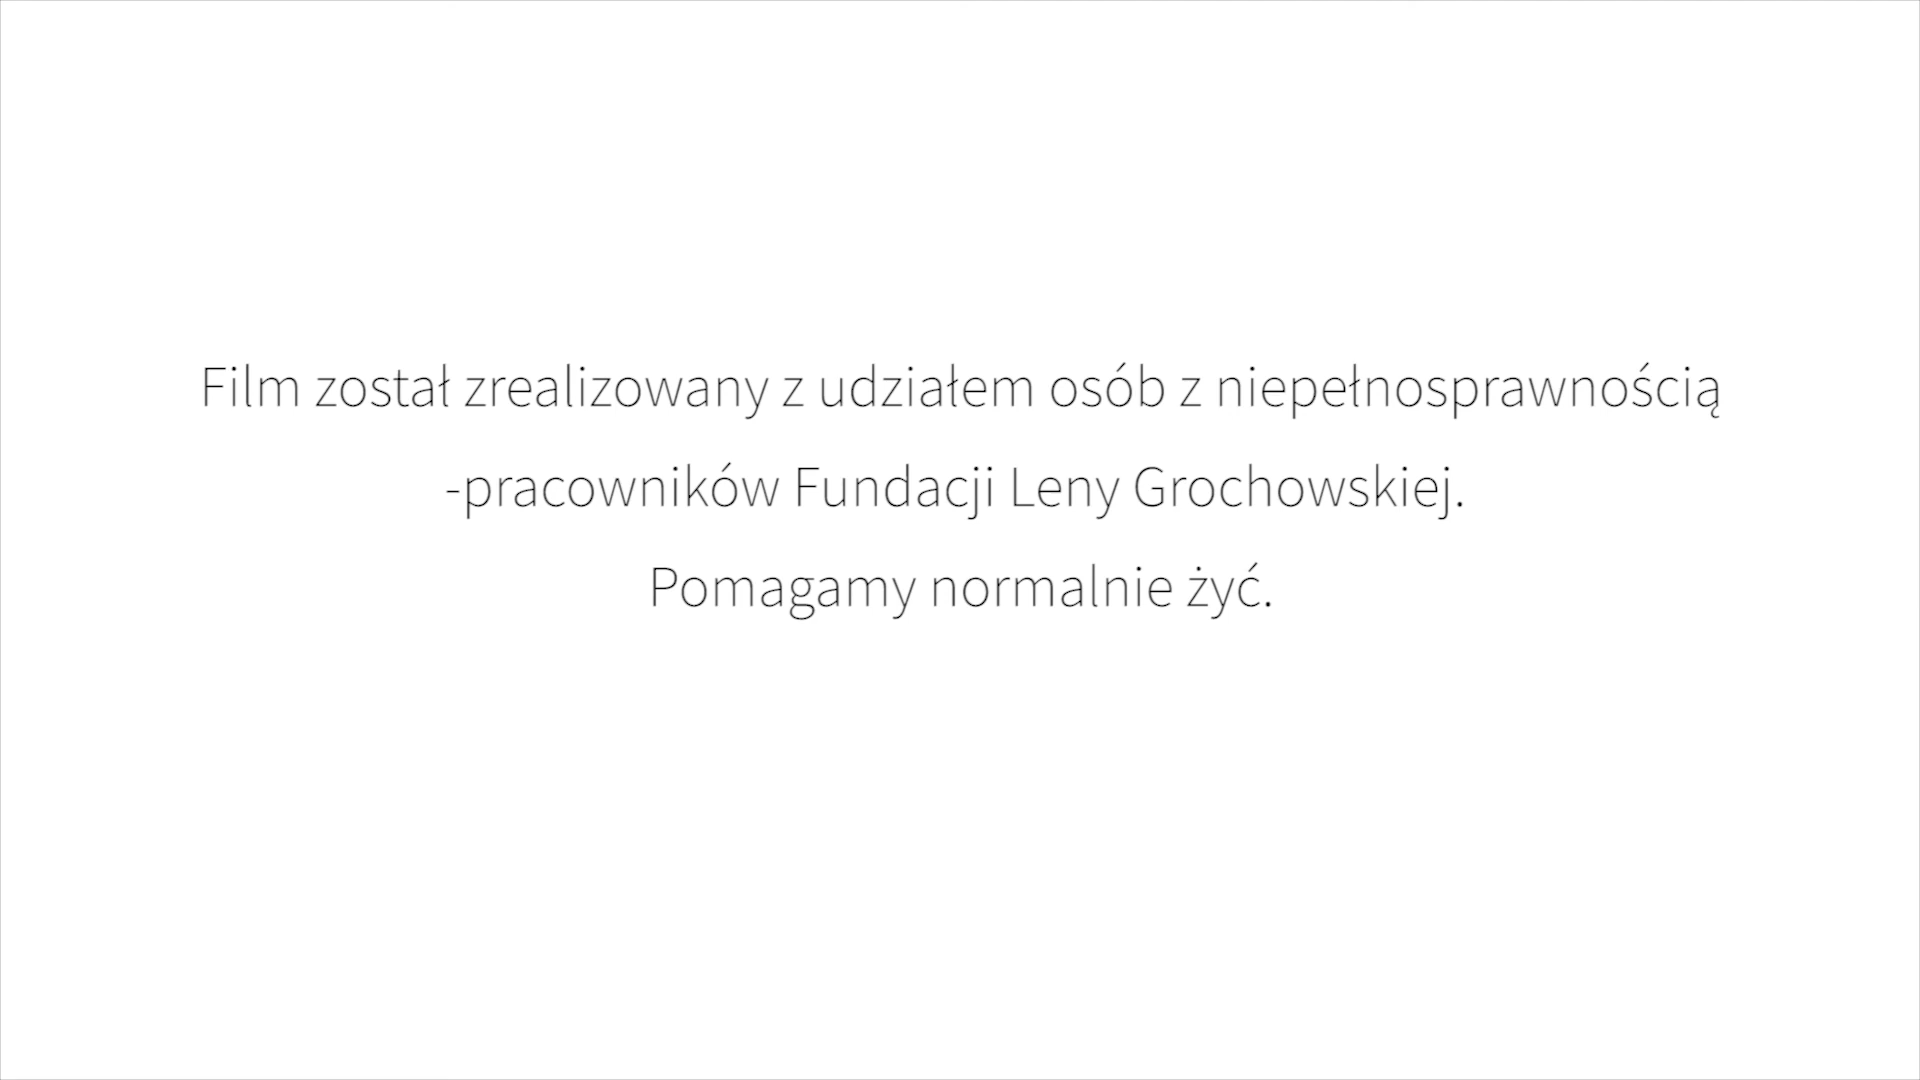 Film został zrealizowany z udziałem osób z niepełnosprawnością
-pracowników Fundacji Leny Grochowskiej.
Pomagamy normalnie żyć.